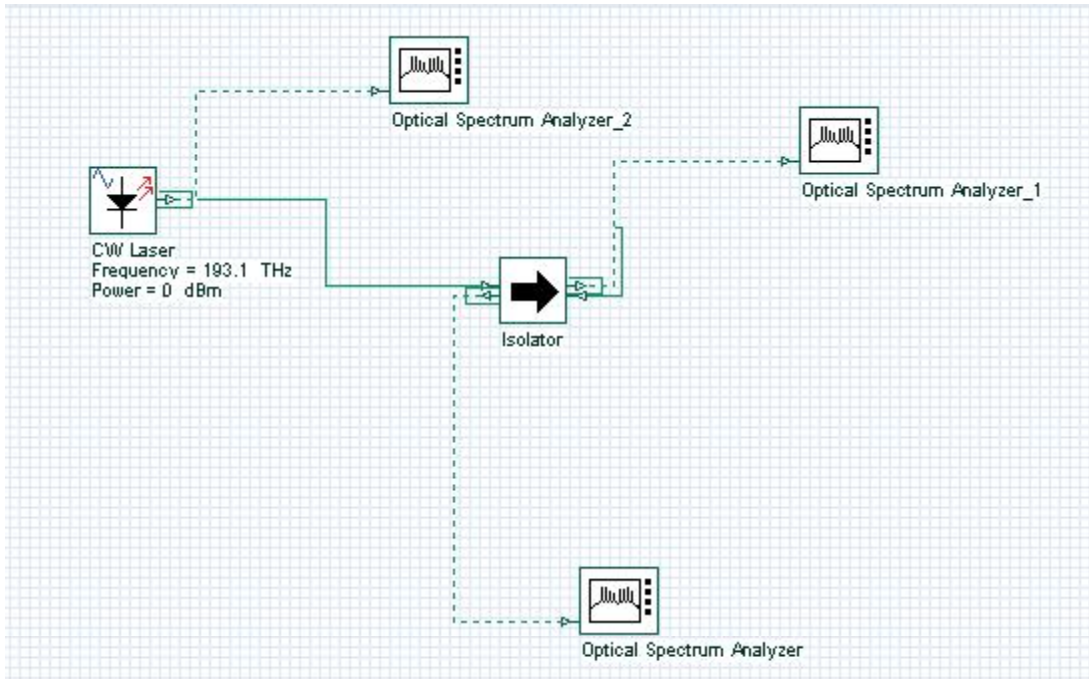 Optical Spectrum Analyzer_2
Optical Spectrum Analyzer_1
CW Laser
Frequency = 193.1 THz
Power = 0 dBm
Isolator
Optical Spectrum Analyzer